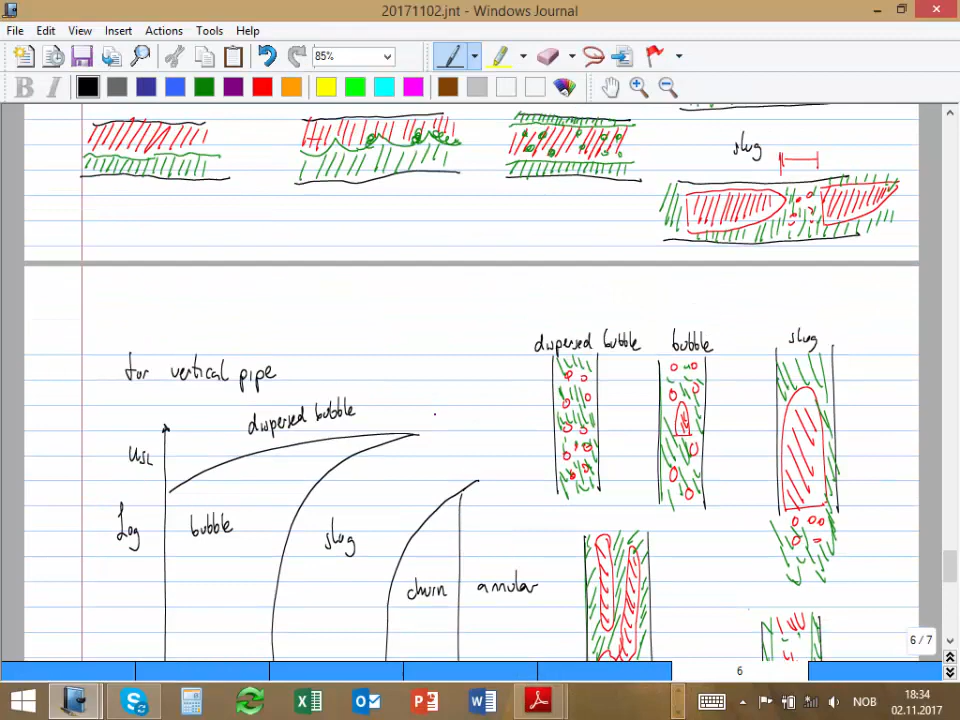 20171102.jnt - Windows Journal
File Edit View Insert Actions Tools Help
85%
B I
slug
dispersed bubble
bubble
slug
for vertical pipe
dispersed bubble
USL
Log
bubble
slug
churn
annular
6 / 7
6
NOB
18:34
02.11.2017